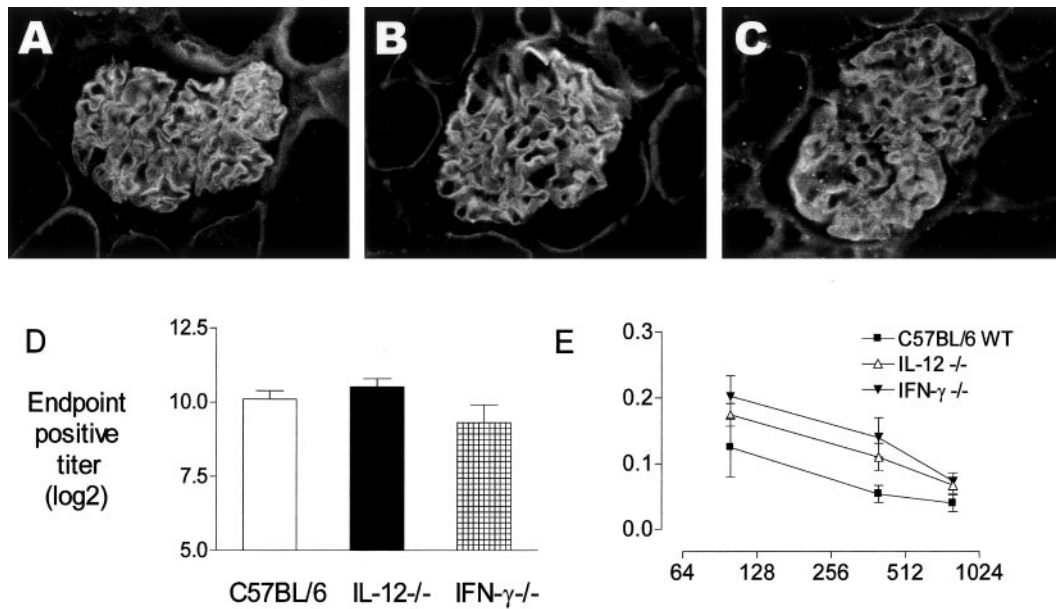 A
B
C
D
12.5
10.0
7.5
5.0
Endpoint
positive
titer
(log2)
C57BL/6
IL-12-/-
IFN-γ-/-
E
0.3
0.2
0.1
0.0
C57BL/6 WT
IL-12 -/-
IFN-γ -/-
64
128
256
512
1024